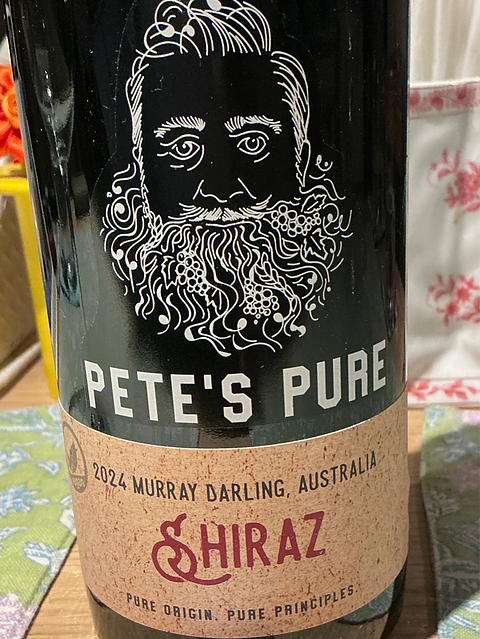 PETE'S PURE
2024 MURRAY DARLING, AUSTRALIA
SHIRAZ
PURE ORIGIN. PURE PRINCIPLES.